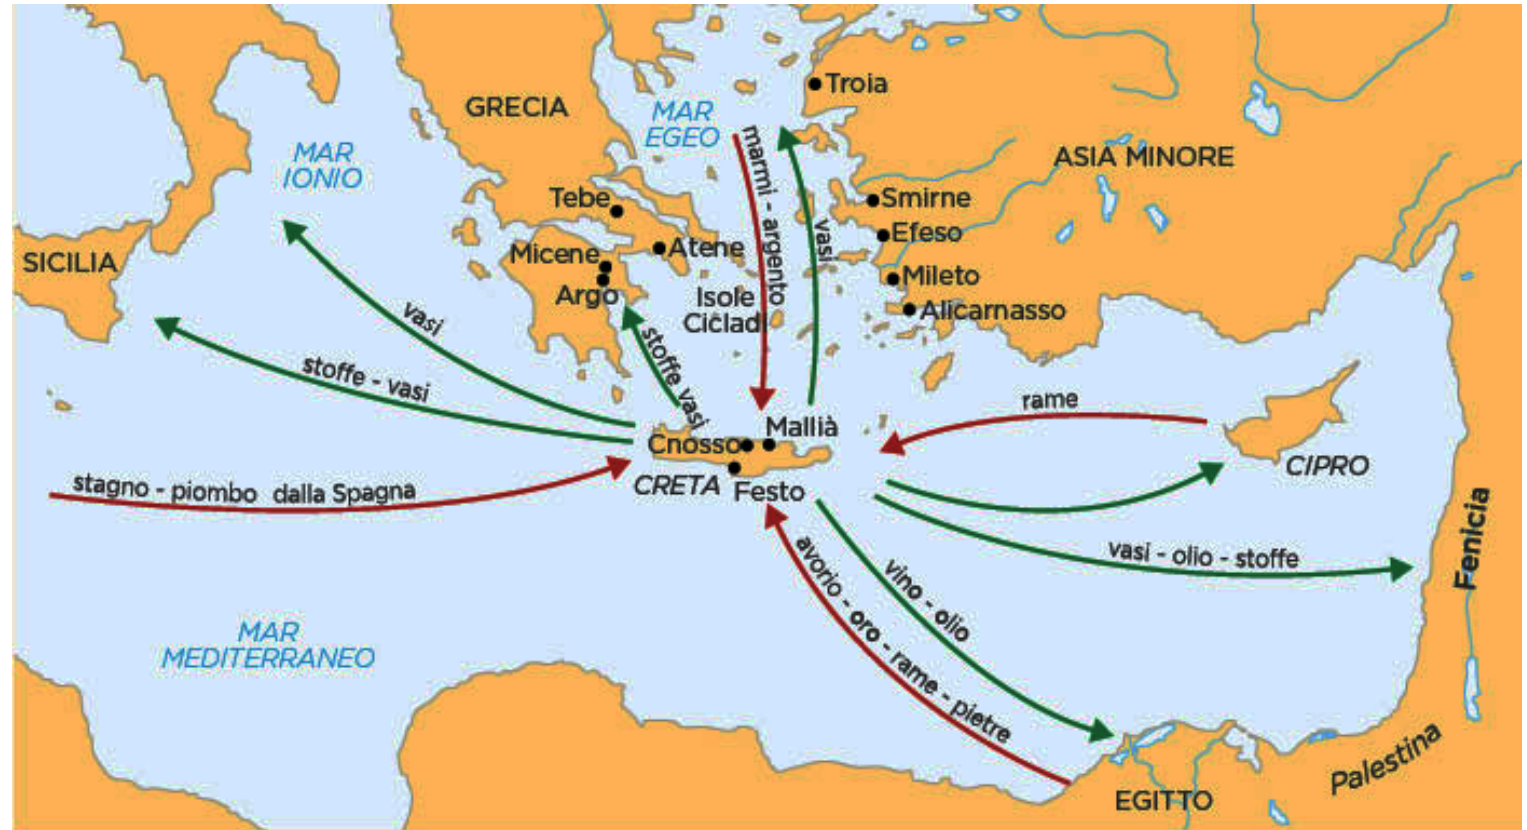 Troia
GRECIA
MAR
EGEO
ASIA MINORE
MAR
IONIO
marmi - argento
vasi
Tebe
Smirne
Efeso
Atene
Micene
SICILIA
Mileto
Argo
Isole
Cicladi
Alicarnasso
vasi
stoffe vasi
stoffe - vasi
rame
Mallià
Cnosso
CIPRO
CRETA
Festo
stagno - piombo dalla Spagna
Fenicia
vasi - olio - stoffe
vino - olio
avorio - oro - rame - pietre
MAR
MEDITERRANEO
Palestina
EGITTO